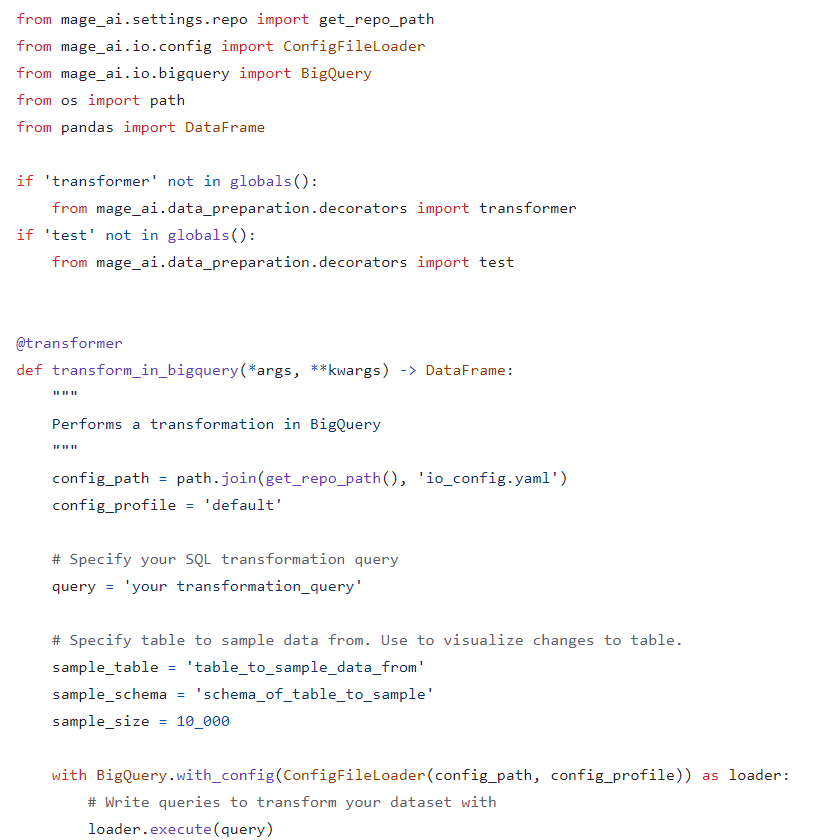 from mage_ai.settings.repo import get_repo_path
from mage_ai.io.config import ConfigFileLoader
from mage_ai.io.bigquery import BigQuery
from os import path
from pandas import DataFrame

if 'transformer' not in globals():
    from mage_ai.data_preparation.decorators import transformer
if 'test' not in globals():
    from mage_ai.data_preparation.decorators import test


@transformer
def transform_in_bigquery(*args, **kwargs) -> DataFrame:
    """
    Performs a transformation in BigQuery
    """
    config_path = path.join(get_repo_path(), 'io_config.yaml')
    config_profile = 'default'

    # Specify your SQL transformation query
    query = 'your transformation_query'

    # Specify table to sample data from. Use to visualize changes to table.
    sample_table = 'table_to_sample_data_from'
    sample_schema = 'schema_of_table_to_sample'
    sample_size = 10_000

    with BigQuery.with_config(ConfigFileLoader(config_path, config_profile)) as loader:
        # Write queries to transform your dataset with
        loader.execute(query)